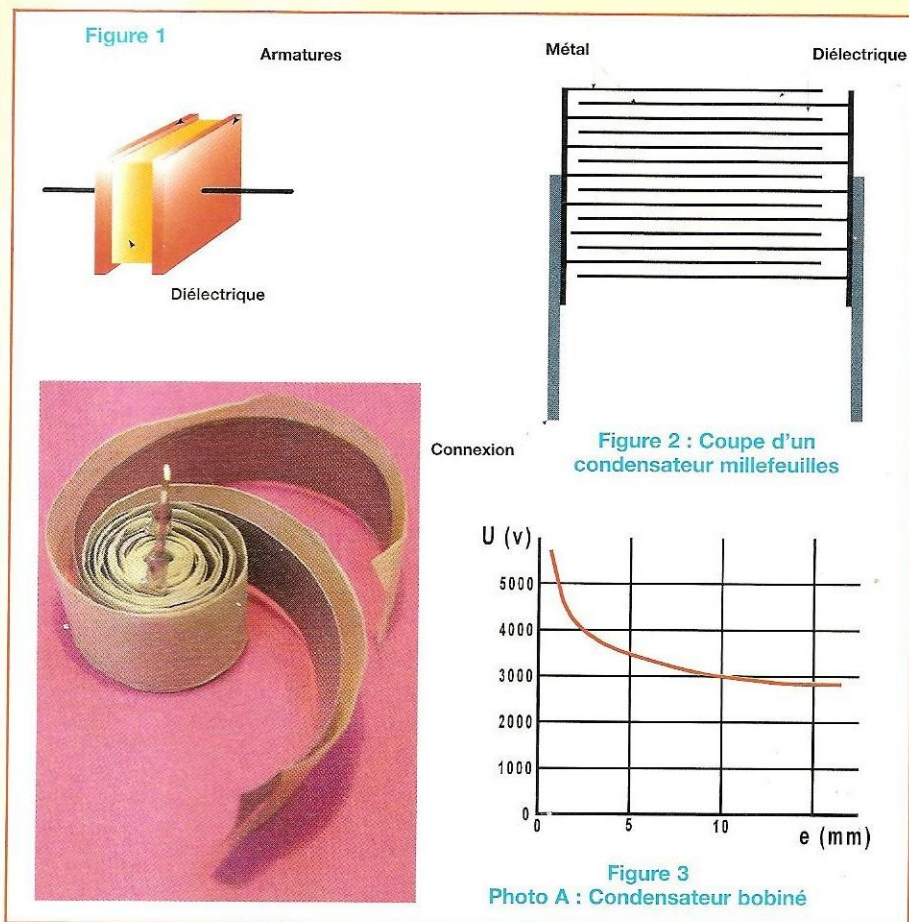 Figure 1
Armatures
Diélectrique
Métal
Diélectrique
Connexion
Figure 2 : Coupe d'un
condensateur millefeuilles
U (v)
5000
4000
3000
2000
1000
0
0
5
10
e (mm)
Figure 3
Photo A : Condensateur bobiné